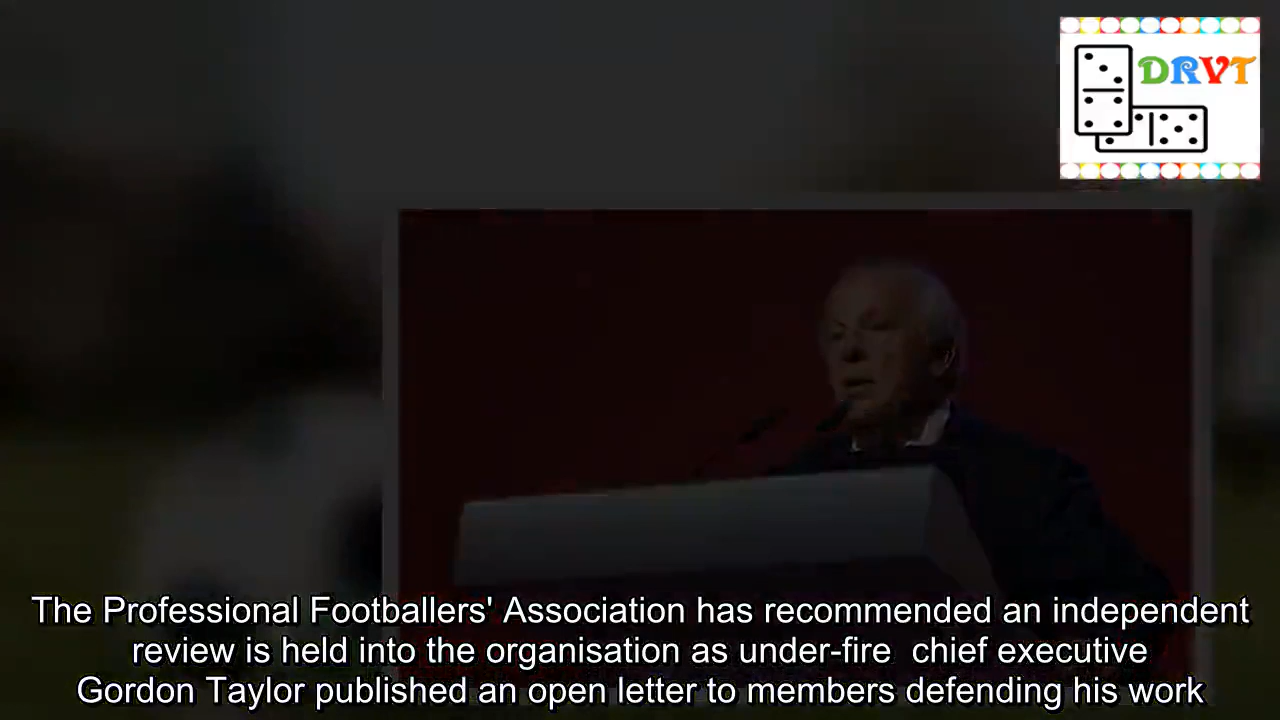 DRVT
The Professional Footballers' Association has recommended an independent
review is held into the organisation as under-fire  chief executive
Gordon Taylor published an open letter to members defending his work